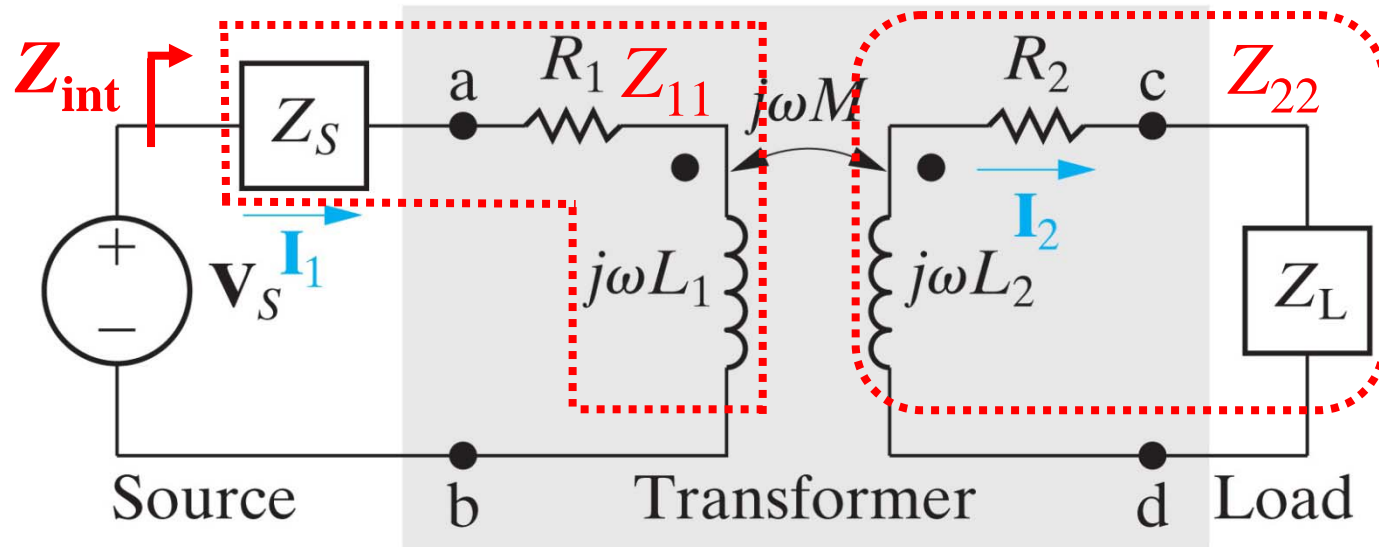 Z_int
Z_S
a
R_1
Z_11
jωM
R_2
c
Z_22
+
−
V_S
I_1
jωL_1
jωL_2
I_2
Z_L
Source
b
Transformer
d
Load